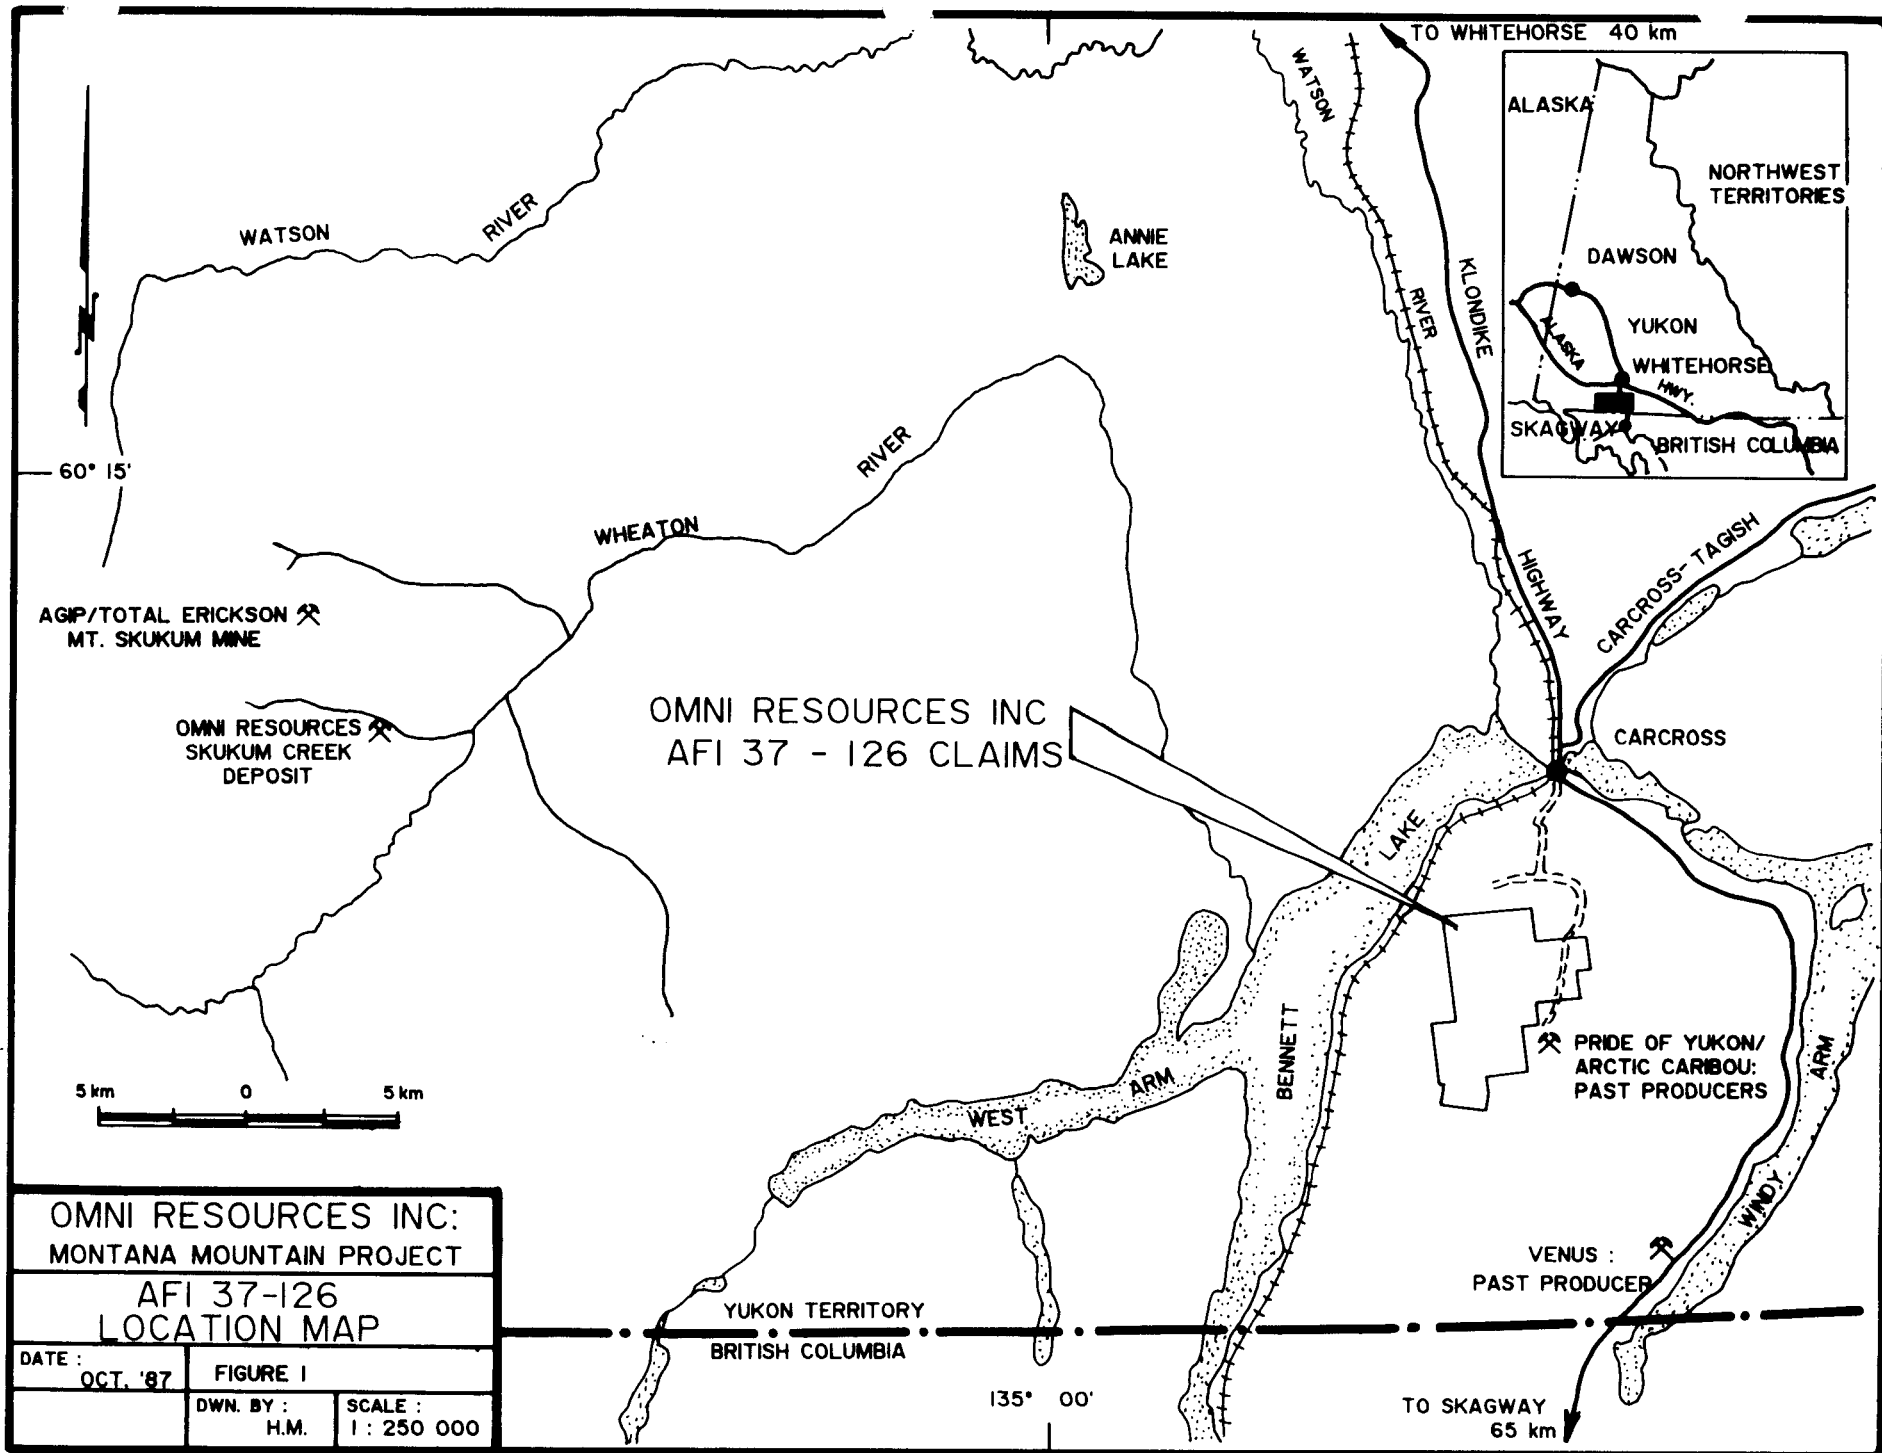 TO WHITEHORSE 40 km
WATSON
RIVER
WATSON
RIVER
ANNIE
LAKE
KLONDIKE
HIGHWAY
ALASKA
NORTHWEST
TERRITORIES
DAWSON
YUKON
ALASKA
WHITEHORSE
HWY.
SKAGWAY
BRITISH COLUMBIA
N
60° 15'
WHEATON
RIVER
CARCROSS-TAGISH
AGIP/TOTAL ERICKSON
MT. SKUKUM MINE
OMNI RESOURCES
SKUKUM CREEK
DEPOSIT
OMNI RESOURCES INC
AFI 37 - 126 CLAIMS
CARCROSS
LAKE
BENNETT
WEST
ARM
PRIDE OF YUKON/
ARCTIC CARIBOU:
PAST PRODUCERS
ARM
WINDY
5 km 0 5 km
VENUS :
PAST PRODUCER
YUKON TERRITORY
BRITISH COLUMBIA
135° 00'
TO SKAGWAY
65 km
OMNI RESOURCES INC:
MONTANA MOUNTAIN PROJECT
AFI 37-126
LOCATION MAP
DATE :
OCT. '87
FIGURE 1
DWN. BY :
H.M.
SCALE :
1 : 250 000